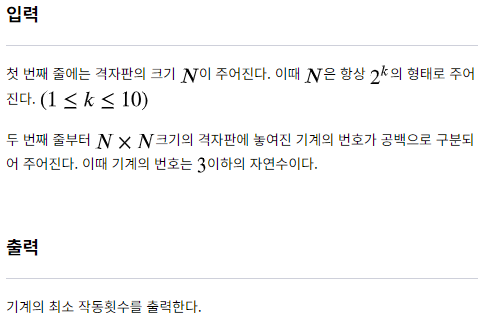 입력
첫 번째 줄에는 격자판의 크기 N이 주어진다. 이때 N은 항상 2^k의 형태로 주어
진다. (1 ≤ k ≤ 10)
두 번째 줄부터 N × N크기의 격자판에 놓여진 기계의 번호가 공백으로 구분되
어 주어진다. 이때 기계의 번호는 3이하의 자연수이다.
출력
기계의 최소 작동횟수를 출력한다.